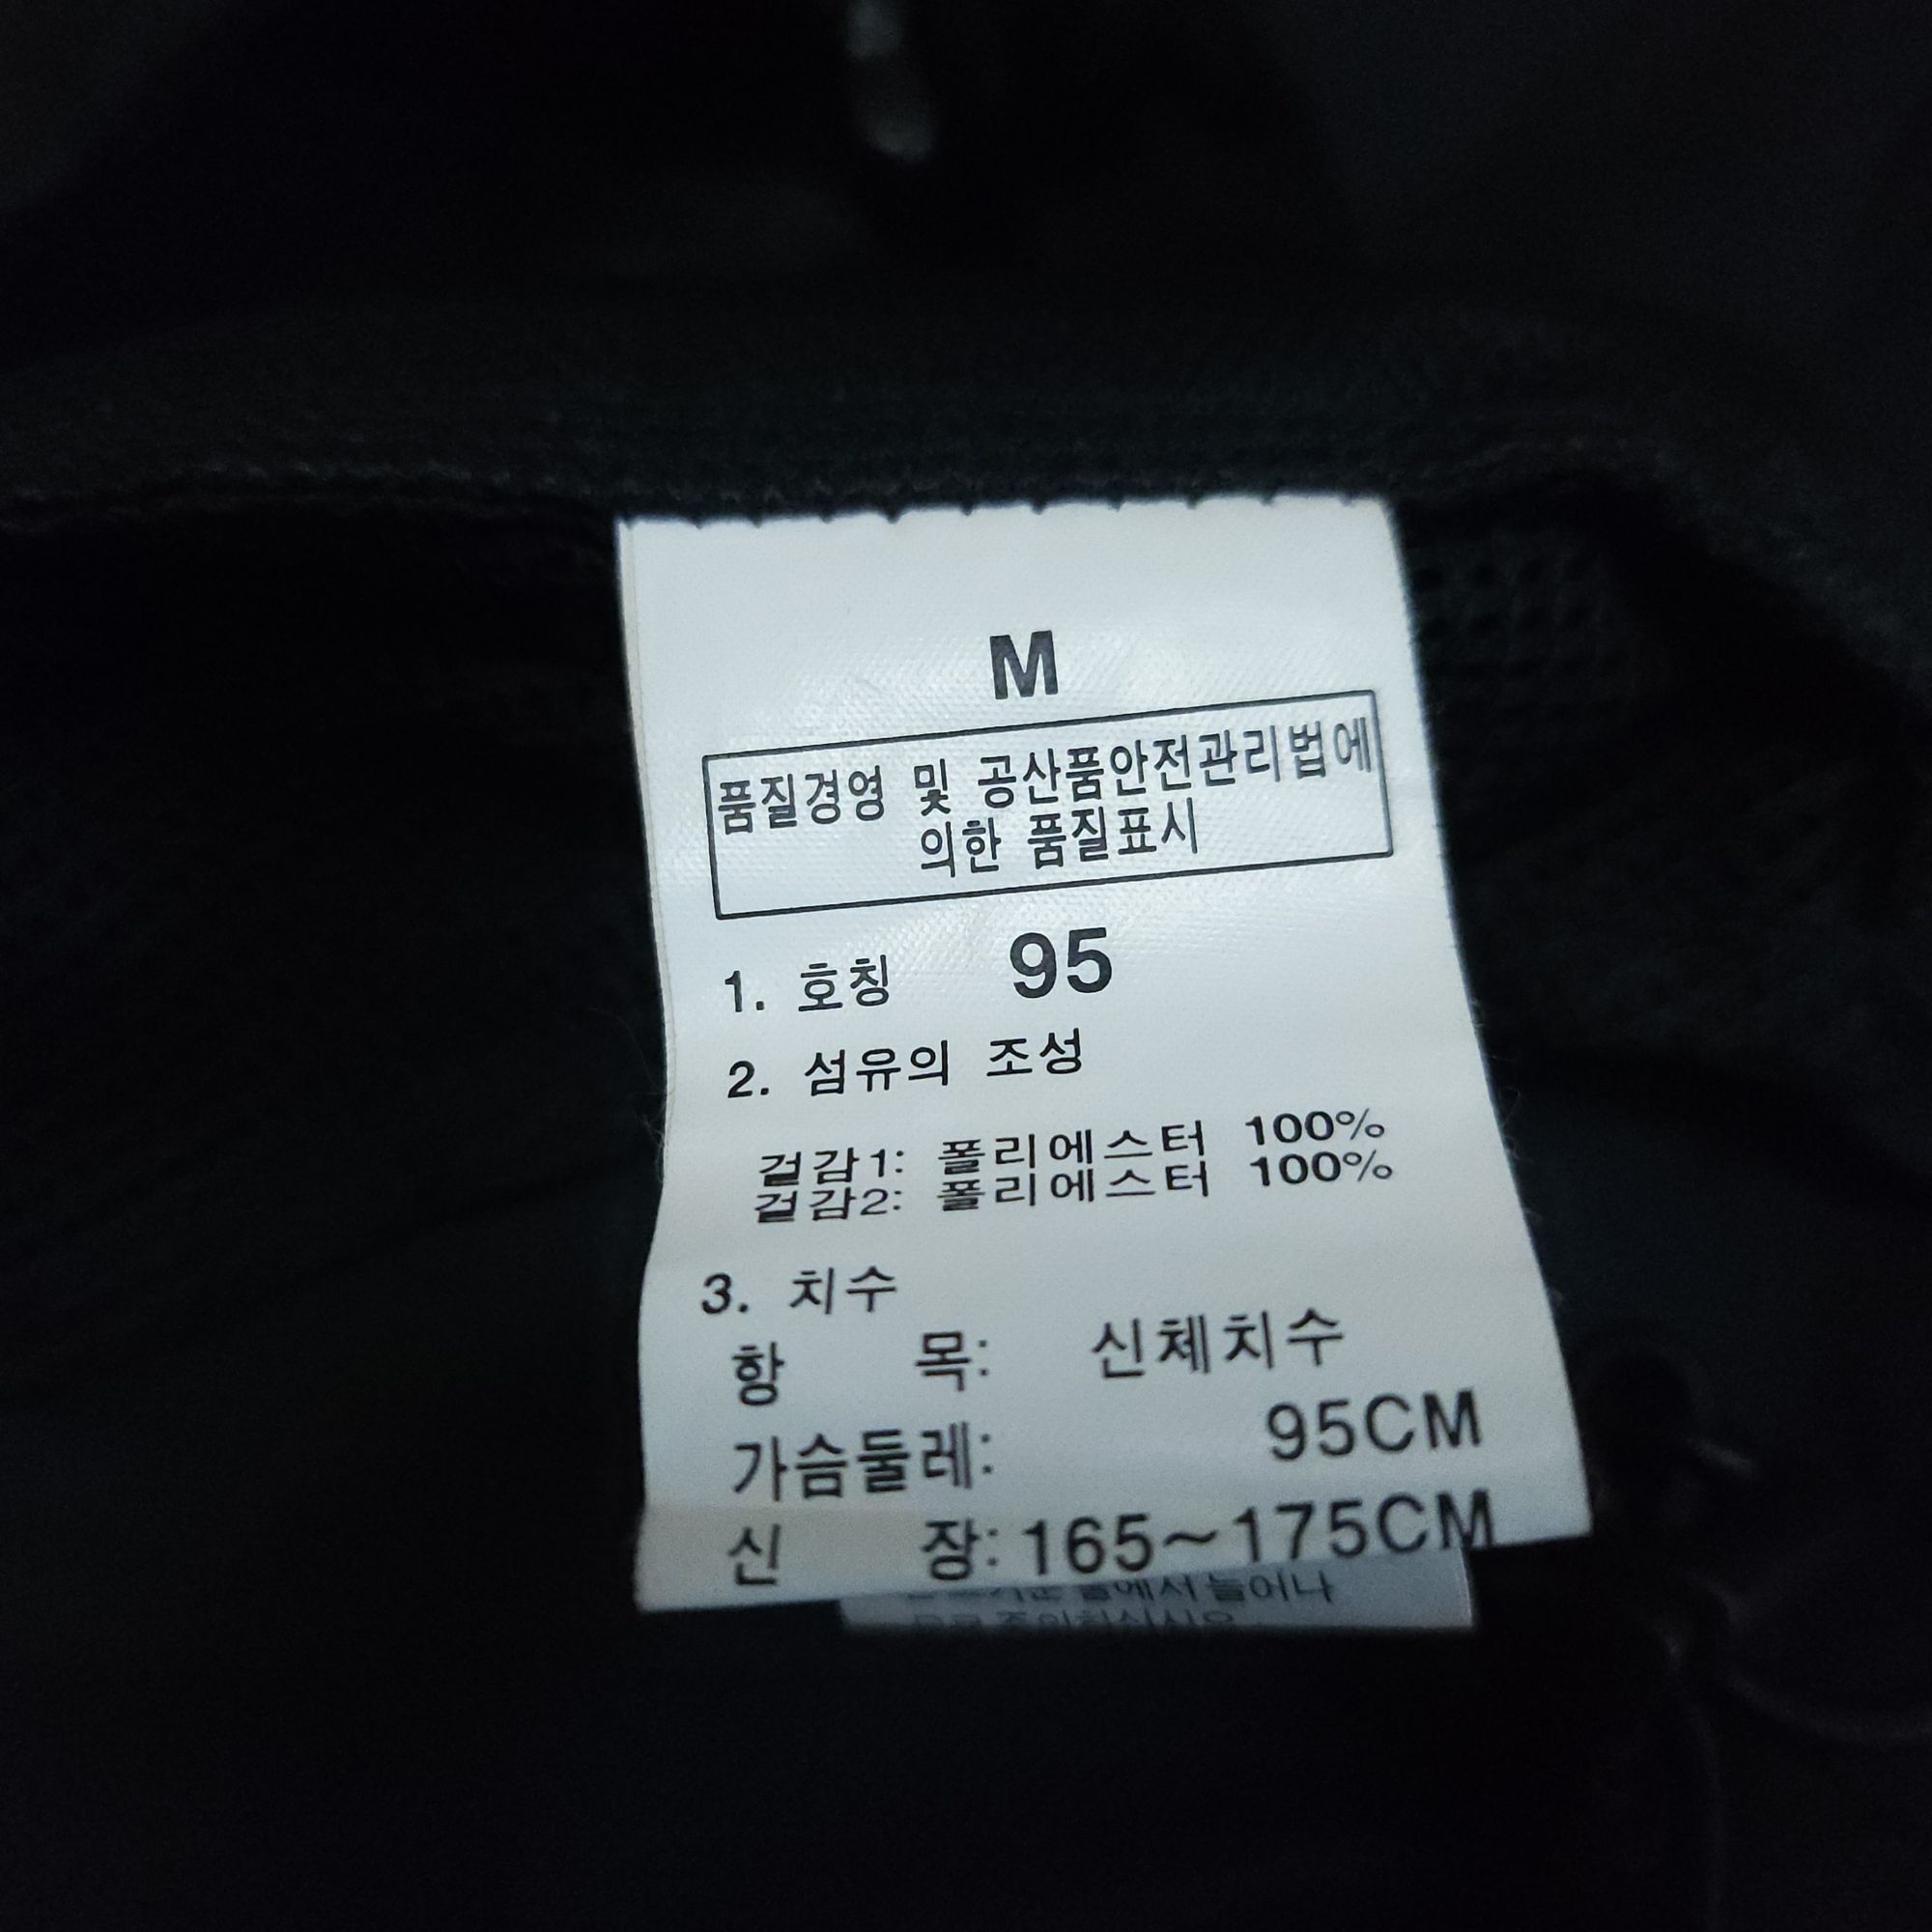 M
품질경영 및 공산품안전관리법에
의한 품질표시
1. 호칭 95
2. 섬유의 조성
겉감1: 폴리에스터 100%
겉감2: 폴리에스터 100%
3. 치수
항 목: 신체치수
가슴둘레: 95CM
신 장: 165~175CM
늘어나